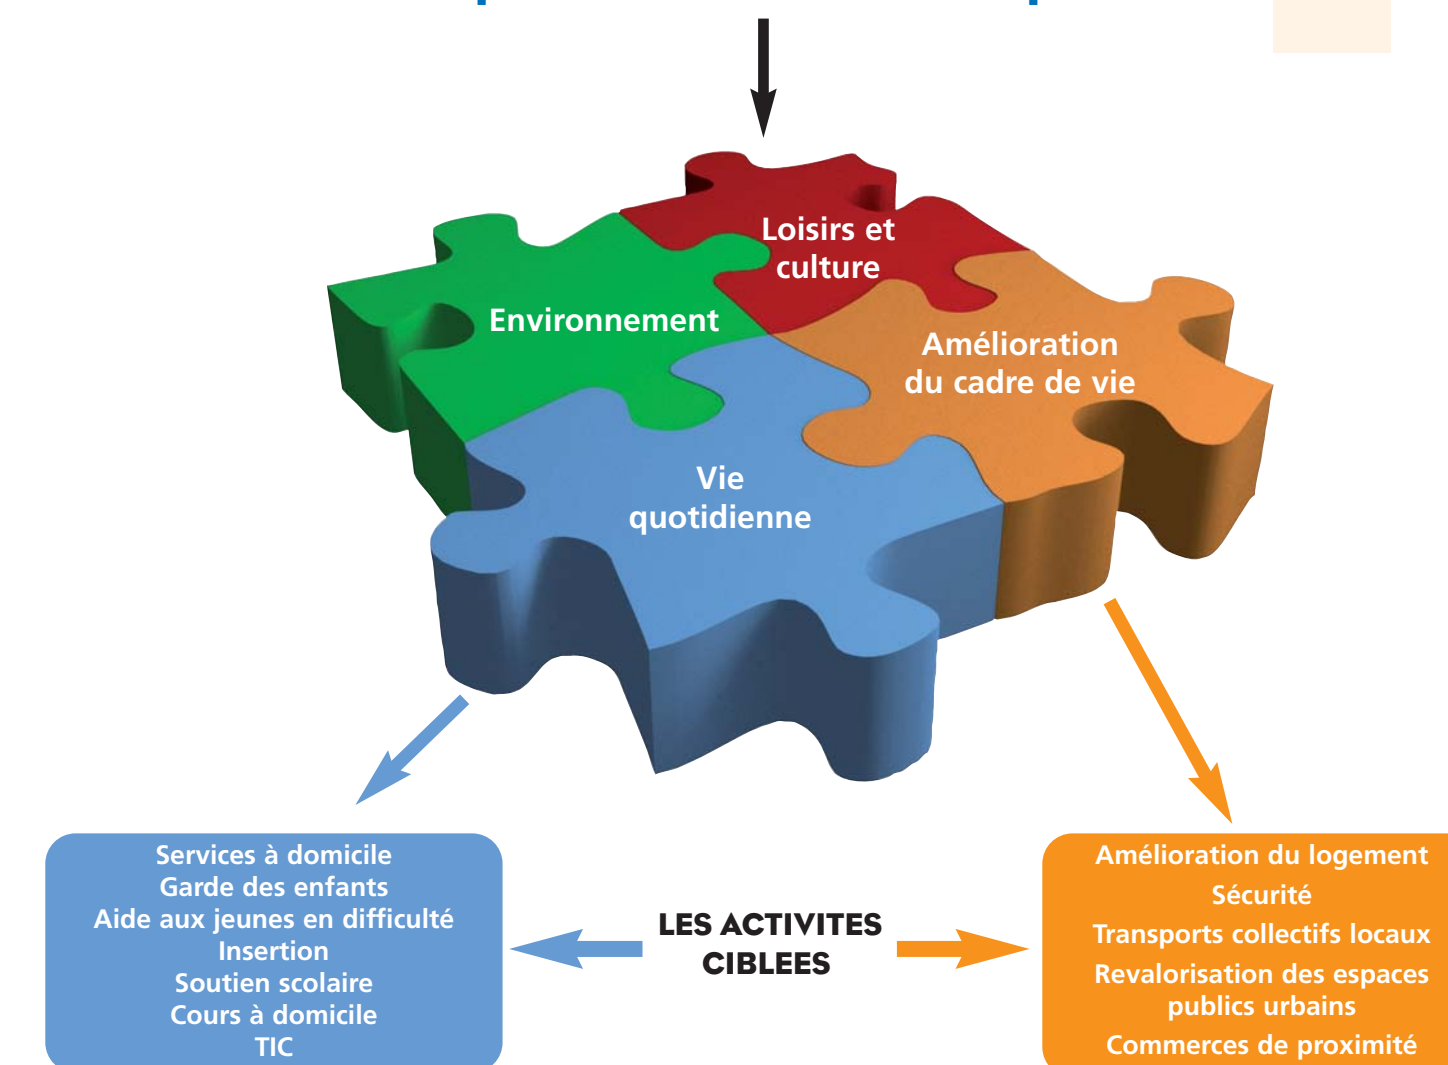 Loisirs et
culture
Environnement
Amélioration
du cadre de vie
Vie
quotidienne
Services à domicile
Garde des enfants
Aide aux jeunes en difficulté
Insertion
Soutien scolaire
Cours à domicile
TIC
LES ACTIVITES
CIBLEES
Amélioration du logement
Sécurité
Transports collectifs locaux
Revalorisation des espaces
publics urbains
Commerces de proximité